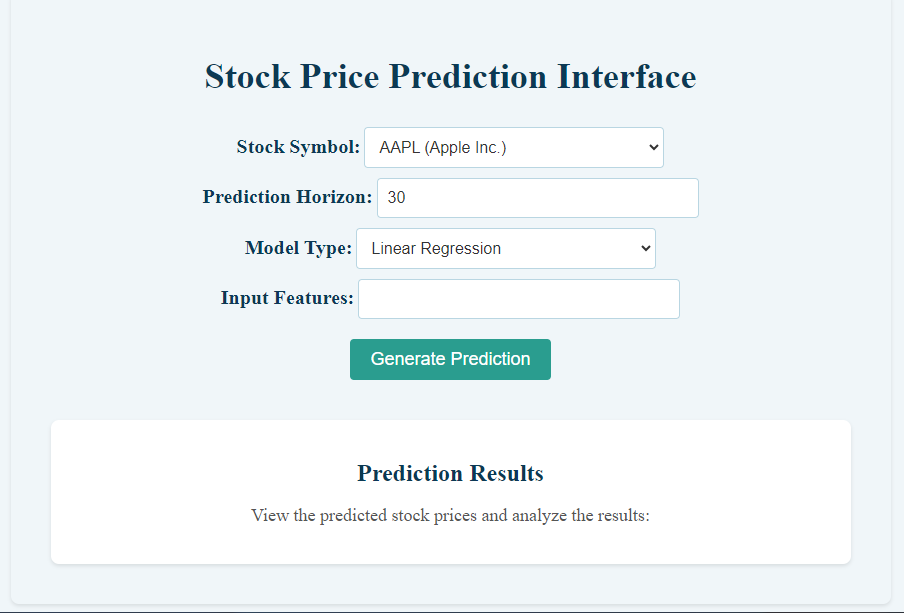 Stock Price Prediction Interface
Stock Symbol: AAPL (Apple Inc.)
Prediction Horizon: 30
Model Type: Linear Regression
Input Features:
Generate Prediction
Prediction Results
View the predicted stock prices and analyze the results: